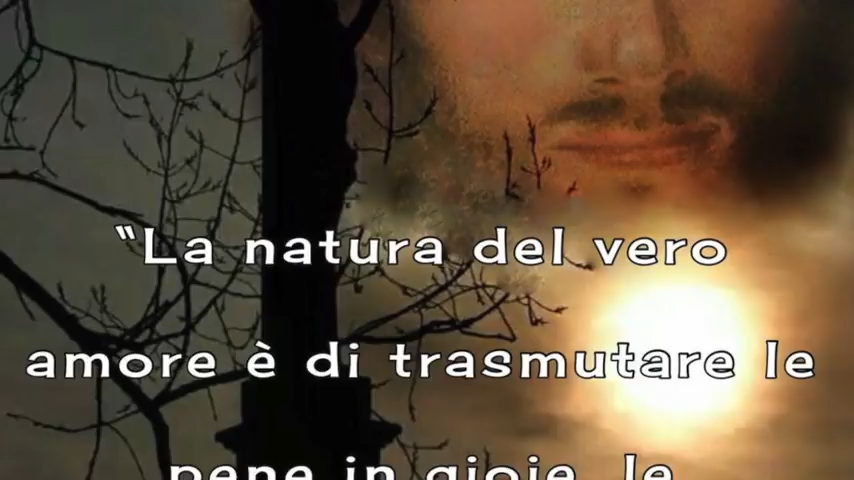 “La natura del vero
amore è di trasmutare le
pene in gioie, le